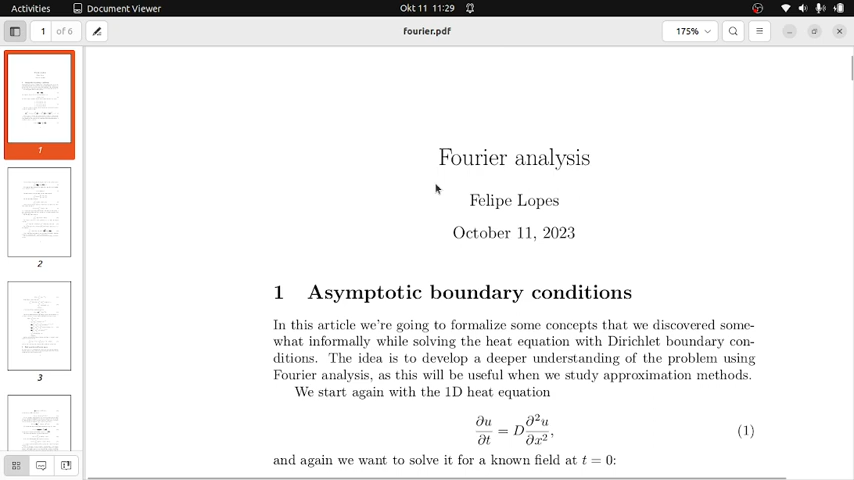 Activities
Document Viewer
Okt 11 11:29
1 of 6
fourier.pdf
175%
1
2
3
Fourier analysis
Felipe Lopes
October 11, 2023
1 Asymptotic boundary conditions
In this article we're going to formalize some concepts that we discovered some-
what informally while solving the heat equation with Dirichlet boundary con-
ditions. The idea is to develop a deeper understanding of the problem using
Fourier analysis, as this will be useful when we study approximation methods.
We start again with the 1D heat equation
∂u/∂t = D ∂²u/∂x², (1)
and again we want to solve it for a known field at t = 0: